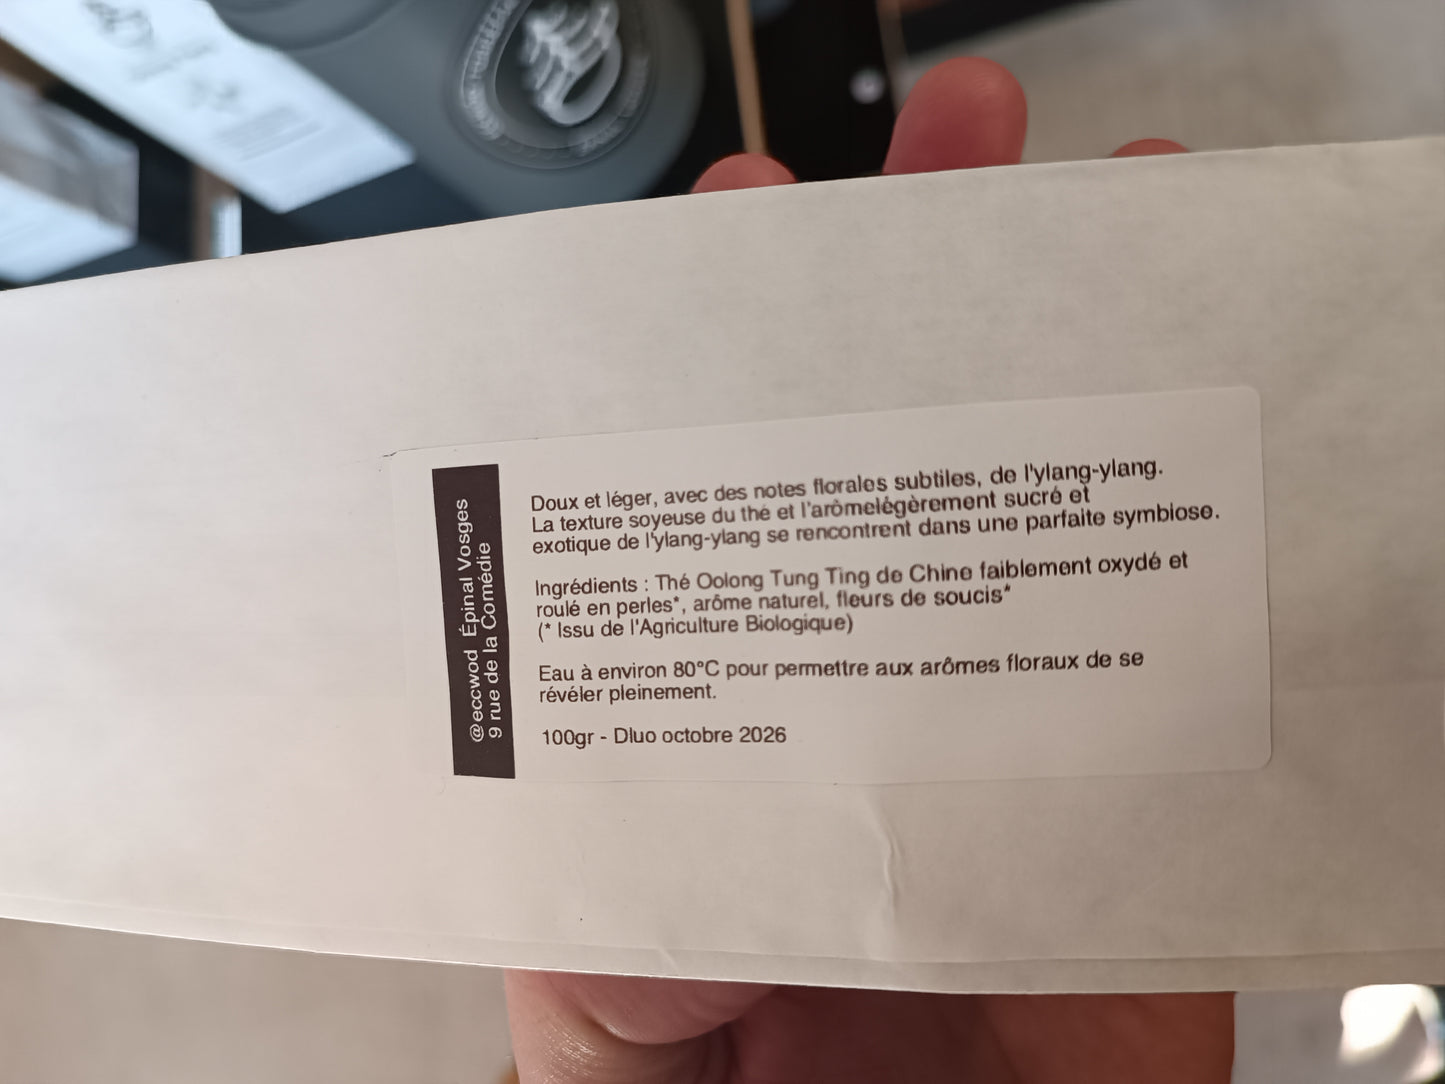 @eccwod Épinal Vosges
9 rue de la Comédie
Doux et léger, avec des notes florales subtiles, de l'ylang-ylang.
La texture soyeuse du thé et l'arômelégèrement sucré et
exotique de l'ylang-ylang se rencontrent dans une parfaite symbiose.
Ingrédients : Thé Oolong Tung Ting de Chine faiblement oxydé et
roulé en perles*, arôme naturel, fleurs de soucis*
(* Issu de l'Agriculture Biologique)
Eau à environ 80°C pour permettre aux arômes floraux de se
révéler pleinement.
100gr - Dluo octobre 2026